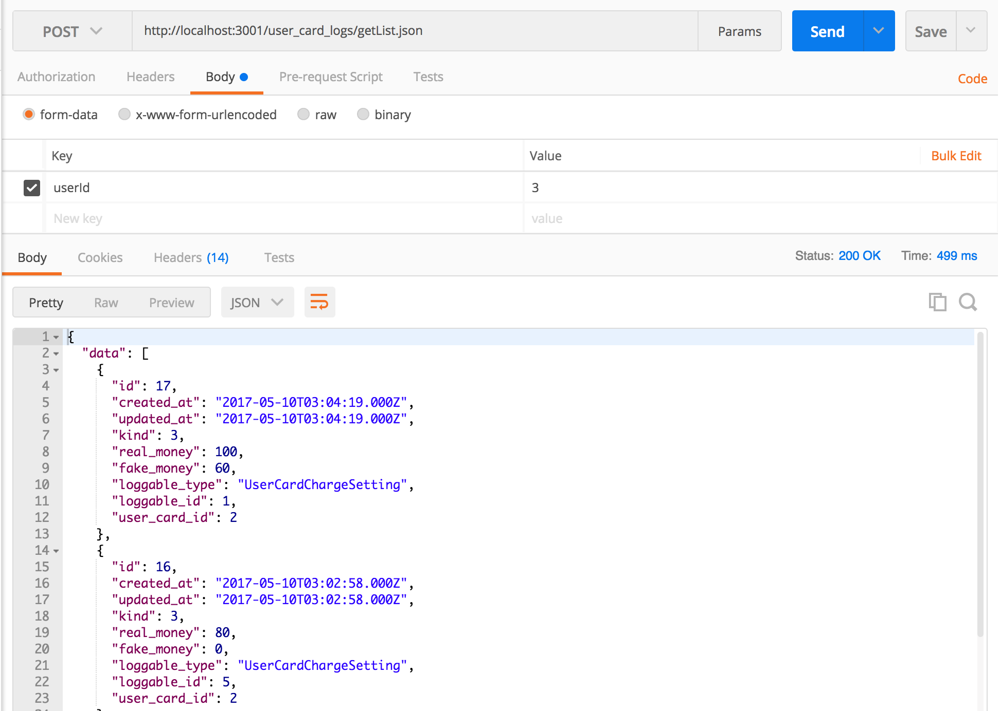 POST http://localhost:3001/user_card_logs/getList.json Params Send Save
Authorization Headers Body Pre-request Script Tests Code
form-data x-www-form-urlencoded raw binary
Key Value Bulk Edit
userId 3
New key value
Body Cookies Headers (14) Tests Status: 200 OK Time: 499 ms
Pretty Raw Preview JSON
1 {
2 "data": [
3 {
4 "id": 17,
5 "created_at": "2017-05-10T03:04:19.000Z",
6 "updated_at": "2017-05-10T03:04:19.000Z",
7 "kind": 3,
8 "real_money": 100,
9 "fake_money": 60,
10 "loggable_type": "UserCardChargeSetting",
11 "loggable_id": 1,
12 "user_card_id": 2
13 },
14 {
15 "id": 16,
16 "created_at": "2017-05-10T03:02:58.000Z",
17 "updated_at": "2017-05-10T03:02:58.000Z",
18 "kind": 3,
19 "real_money": 80,
20 "fake_money": 0,
21 "loggable_type": "UserCardChargeSetting",
22 "loggable_id": 5,
23 "user_card_id": 2